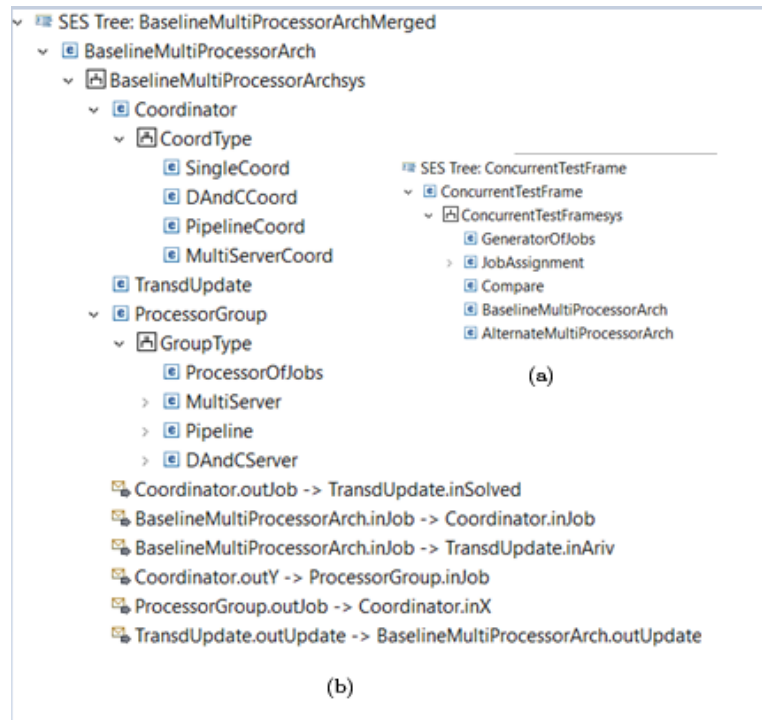 SES Tree: BaselineMultiProcessorArchMerged
BaselineMultiProcessorArch
BaselineMultiProcessorArchsys
Coordinator
CoordType
SingleCoord
DAndCCoord
PipelineCoord
MultiServerCoord
TransdUpdate
ProcessorGroup
GroupType
ProcessorOfJobs
MultiServer
Pipeline
DAndCServer
Coordinator.outJob -> TransdUpdate.inSolved
BaselineMultiProcessorArch.inJob -> Coordinator.inJob
BaselineMultiProcessorArch.inJob -> TransdUpdate.inAriv
Coordinator.outY -> ProcessorGroup.inJob
ProcessorGroup.outJob -> Coordinator.inX
TransdUpdate.outUpdate -> BaselineMultiProcessorArch.outUpdate
(b)
SES Tree: ConcurrentTestFrame
ConcurrentTestFrame
ConcurrentTestFramesys
GeneratorOfJobs
JobAssignment
Compare
BaselineMultiProcessorArch
AlternateMultiProcessorArch
(a)